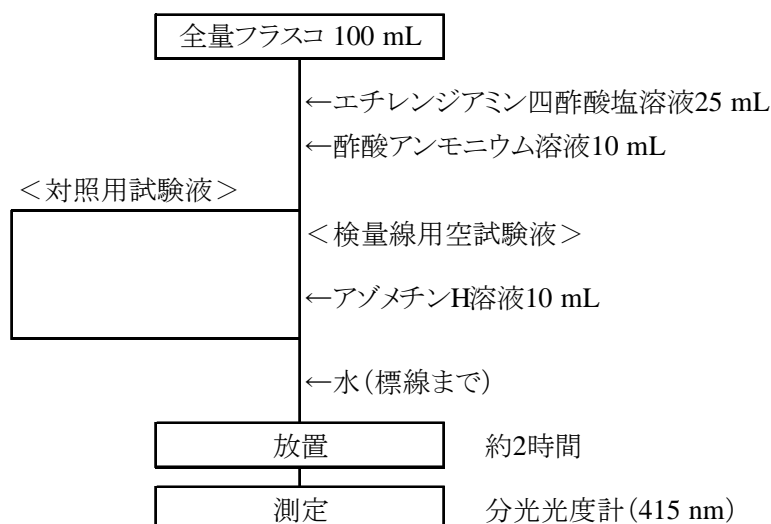 全量フラスコ 100 mL
←エチレンジアミン四酢酸塩溶液25 mL
←酢酸アンモニウム溶液10 mL
＜対照用試験液＞
＜検量線用空試験液＞
←アゾメチンH溶液10 mL
←水(標線まで)
放置 約2時間
測定 分光光度計(415 nm)